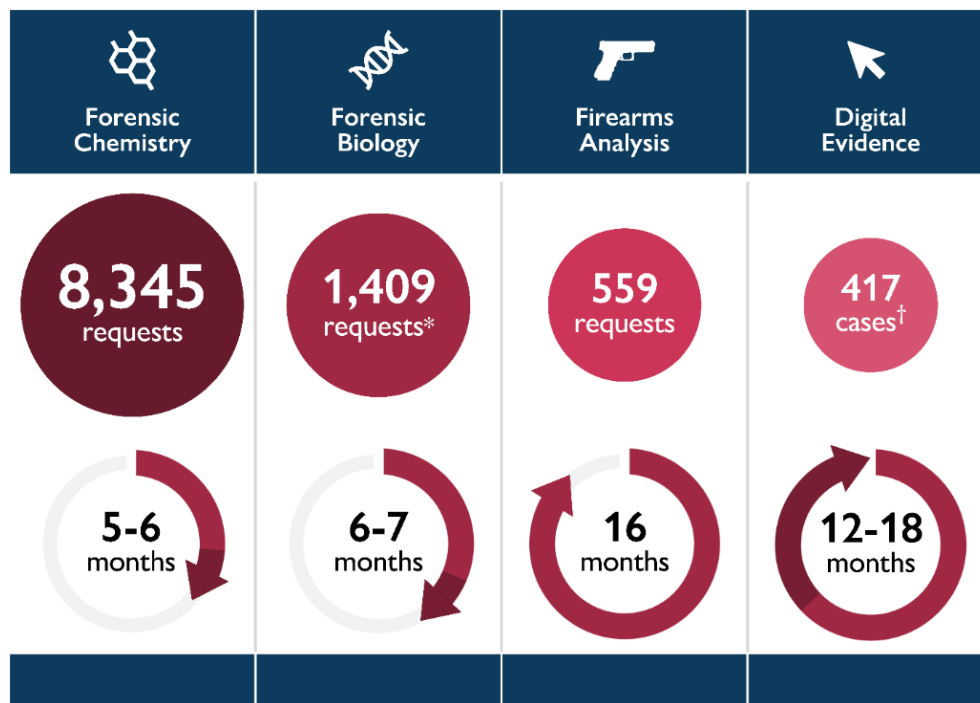 Forensic
Chemistry
Forensic
Biology
Firearms
Analysis
Digital
Evidence
8,345
requests
1,409
requests*
559
requests
417
cases†
5-6
months
6-7
months
16
months
12-18
months